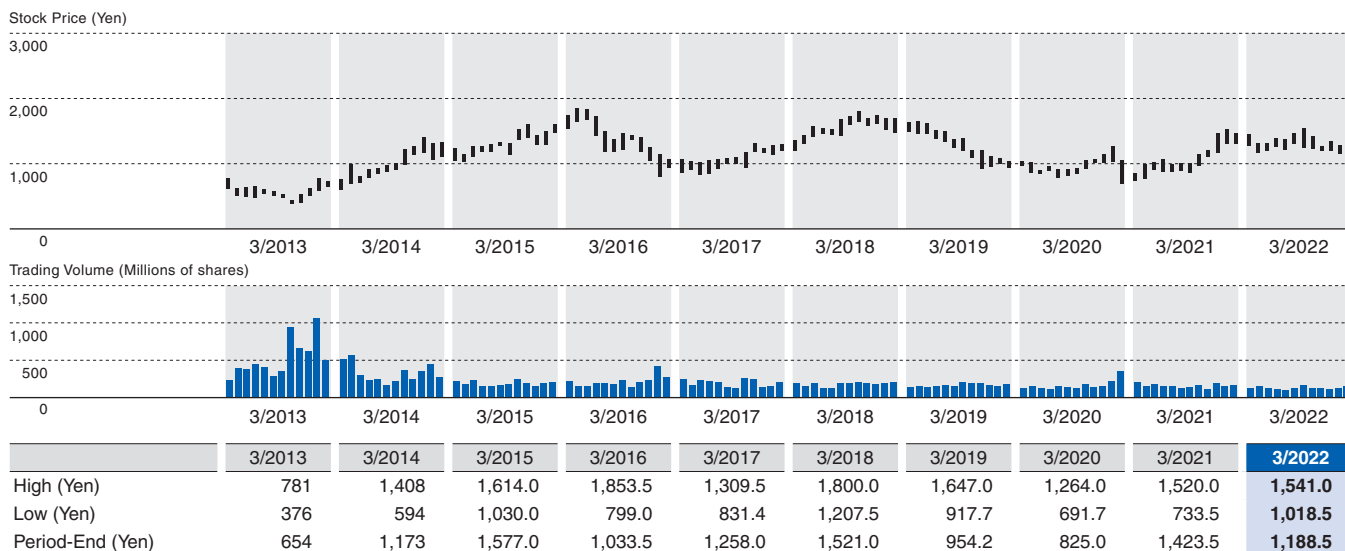 Stock Price (Yen)
3,000
2,000
1,000
0
3/2013 3/2014 3/2015 3/2016 3/2017 3/2018 3/2019 3/2020 3/2021 3/2022
Trading Volume (Millions of shares)
1,500
1,000
500
0
3/2013 3/2014 3/2015 3/2016 3/2017 3/2018 3/2019 3/2020 3/2021 3/2022
3/2013 3/2014 3/2015 3/2016 3/2017 3/2018 3/2019 3/2020 3/2021 3/2022
High (Yen) 781 1,408 1,614.0 1,853.5 1,309.5 1,800.0 1,647.0 1,264.0 1,520.0 1,541.0
Low (Yen) 376 594 1,030.0 799.0 831.4 1,207.5 917.7 691.7 733.5 1,018.5
Period-End (Yen) 654 1,173 1,577.0 1,033.5 1,258.0 1,521.0 954.2 825.0 1,423.5 1,188.5